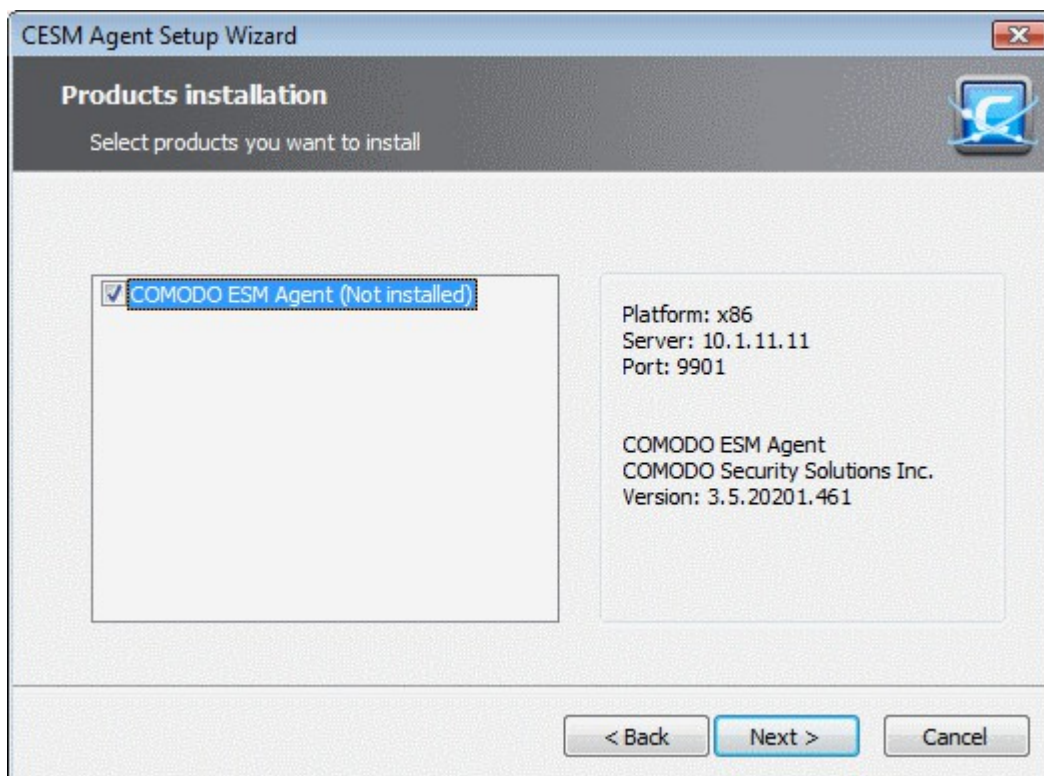 CESM Agent Setup Wizard
Products installation
Select products you want to install
COMODO ESM Agent (Not installed)
Platform: x86
Server: 10.1.11.11
Port: 9901
COMODO ESM Agent
COMODO Security Solutions Inc.
Version: 3.5.20201.461
< Back
Next >
Cancel